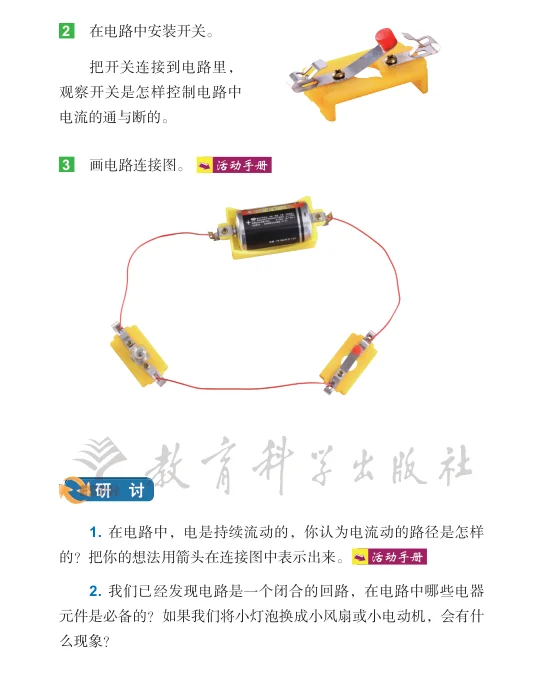 2 在电路中安装开关。
把开关连接到电路里，
观察开关是怎样控制电路中
电流的通与断的。
3 画电路连接图。 活动手册
教育科学出版社
研 讨
1. 在电路中，电是持续流动的，你认为电流动的路径是怎样
的？把你的想法用箭头在连接图中表示出来。 活动手册
2. 我们已经发现电路是一个闭合的回路，在电路中哪些电器
元件是必备的？如果我们将小灯泡换成小风扇或小电动机，会有什
么现象？